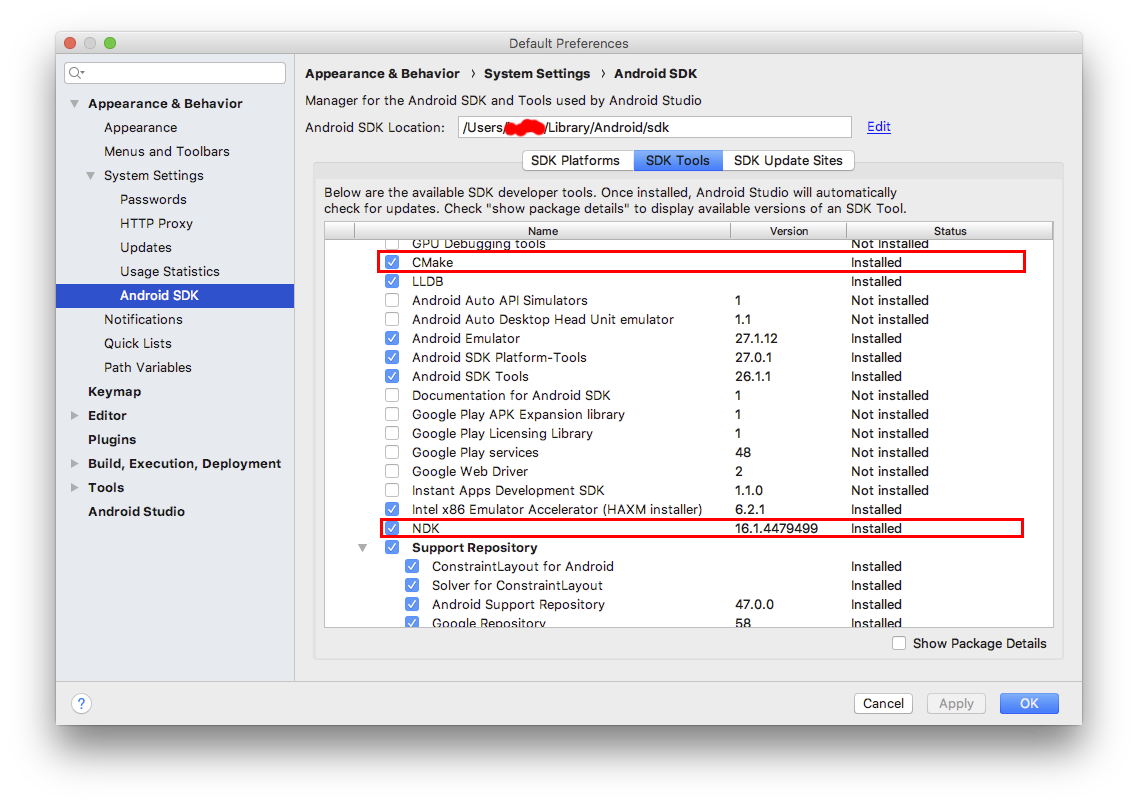 Default Preferences
Appearance & Behavior
Appearance
Menus and Toolbars
System Settings
Passwords
HTTP Proxy
Updates
Usage Statistics
Android SDK
Notifications
Quick Lists
Path Variables
Keymap
Editor
Plugins
Build, Execution, Deployment
Tools
Android Studio
Appearance & Behavior › System Settings › Android SDK
Manager for the Android SDK and Tools used by Android Studio
Android SDK Location: /Users/ /Library/Android/sdk Edit
SDK Platforms SDK Tools SDK Update Sites
Below are the available SDK developer tools. Once installed, Android Studio will automatically
check for updates. Check "show package details" to display available versions of an SDK Tool.
Name Version Status
GPU Debugging tools Not Installed
CMake Installed
LLDB Installed
Android Auto API Simulators 1 Not installed
Android Auto Desktop Head Unit emulator 1.1 Not installed
Android Emulator 27.1.12 Installed
Android SDK Platform-Tools 27.0.1 Installed
Android SDK Tools 26.1.1 Installed
Documentation for Android SDK 1 Not installed
Google Play APK Expansion library 1 Not installed
Google Play Licensing Library 1 Not installed
Google Play services 48 Not installed
Google Web Driver 2 Not installed
Instant Apps Development SDK 1.1.0 Not installed
Intel x86 Emulator Accelerator (HAXM installer) 6.2.1 Installed
NDK 16.1.4479499 Installed
Support Repository
ConstraintLayout for Android Installed
Solver for ConstraintLayout Installed
Android Support Repository 47.0.0 Installed
Google Repository 58 Installed
Show Package Details
? Cancel Apply OK